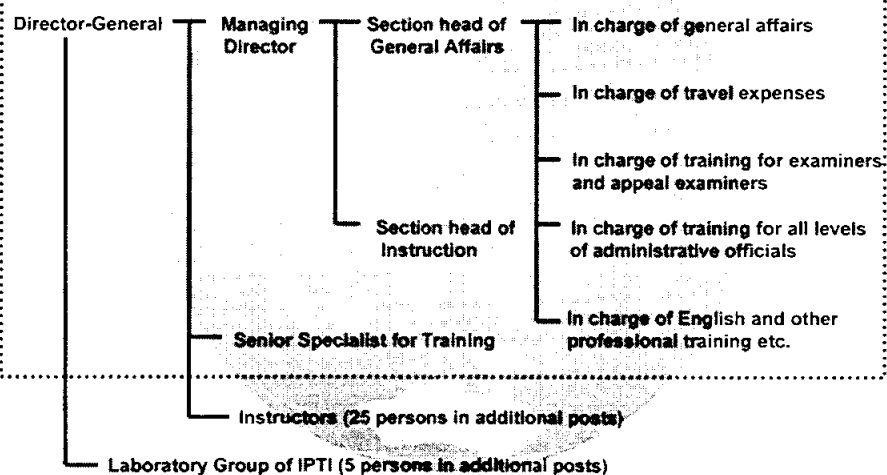 Director-General
Managing
Director
Section head of
General Affairs
In charge of general affairs
In charge of travel expenses
In charge of training for examiners
and appeal examiners
Section head of
Instruction
In charge of training for all levels
of administrative officials
In charge of English and other
professional training etc.
Senior Specialist for Training
Instructors (25 persons in additional posts)
Laboratory Group of IPTI (5 persons in additional posts)